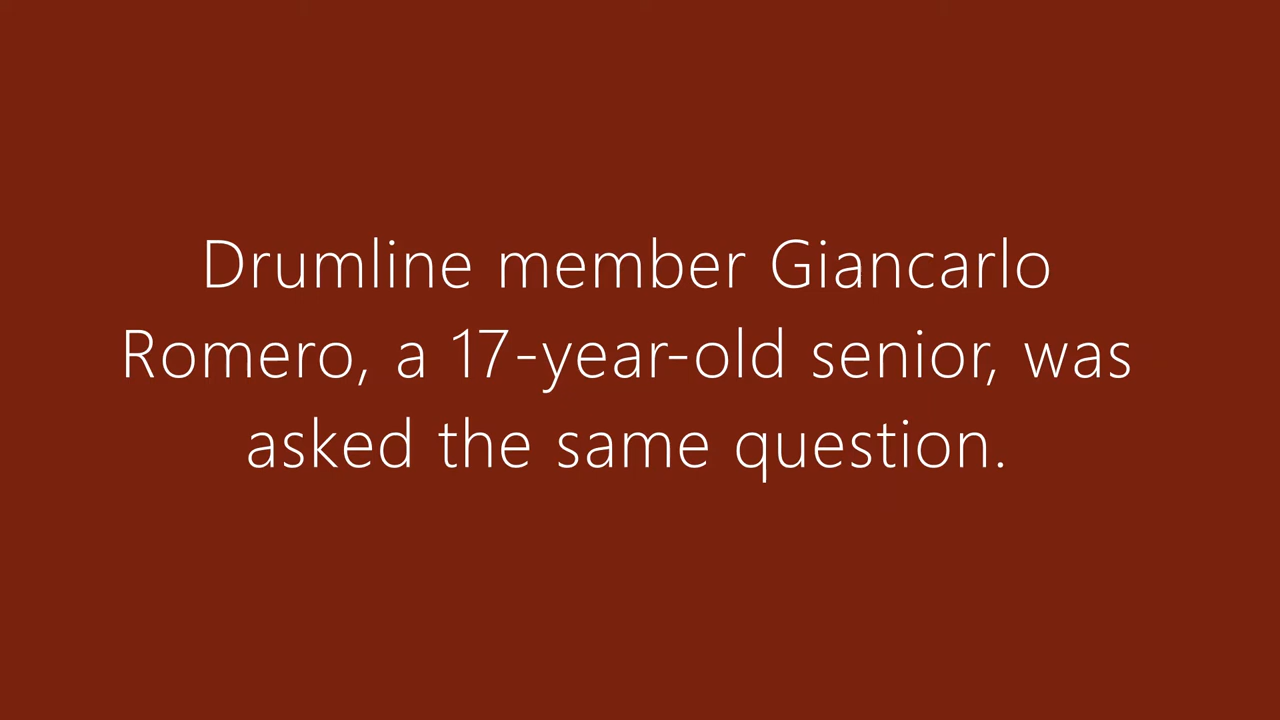 Drumline member Giancarlo
Romero, a 17-year-old senior, was
asked the same question.